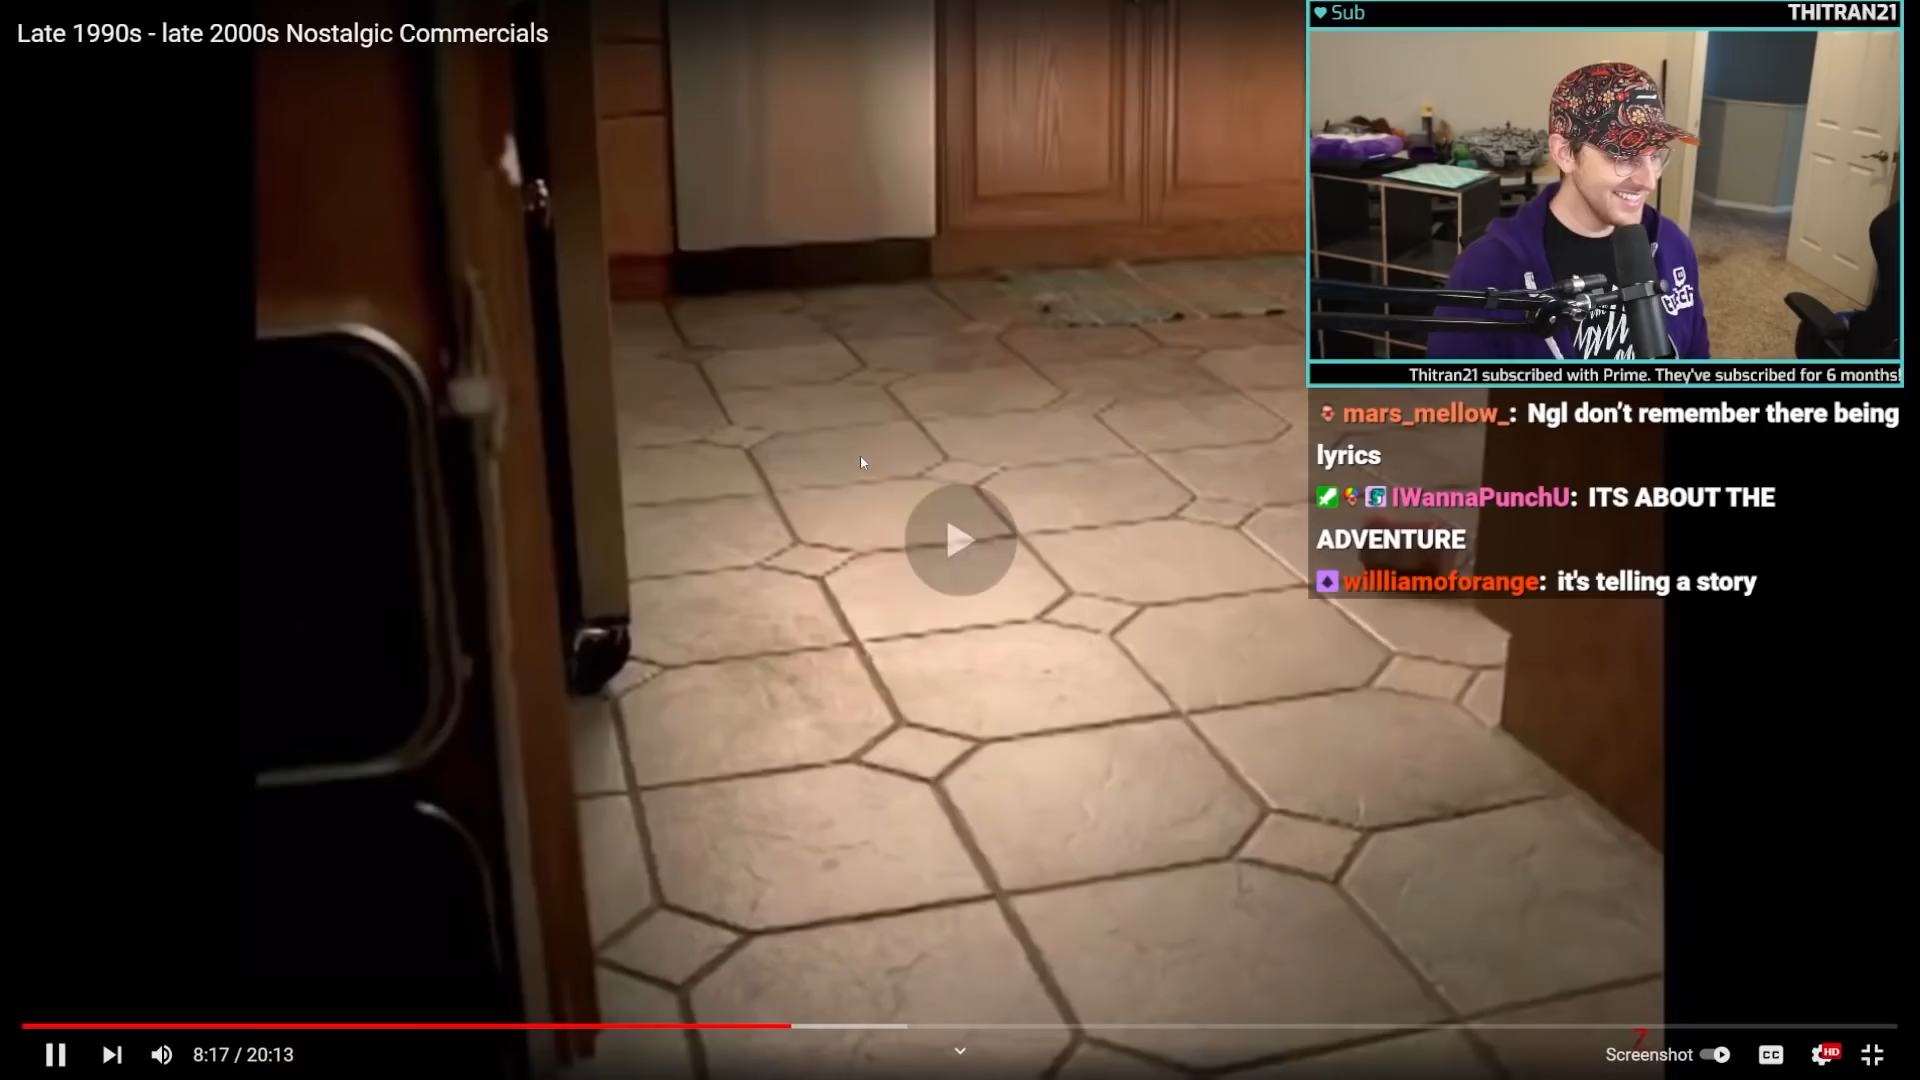 Late 1990s - late 2000s Nostalgic Commercials
Sub
THITRAN21
Thitran21 subscribed with Prime. They've subscribed for 6 months!
mars_mellow_: Ngl don’t remember there being
lyrics
IWannaPunchU: ITS ABOUT THE
ADVENTURE
willliamoforange: it's telling a story
8:17 / 20:13
Screenshot
CC
HD